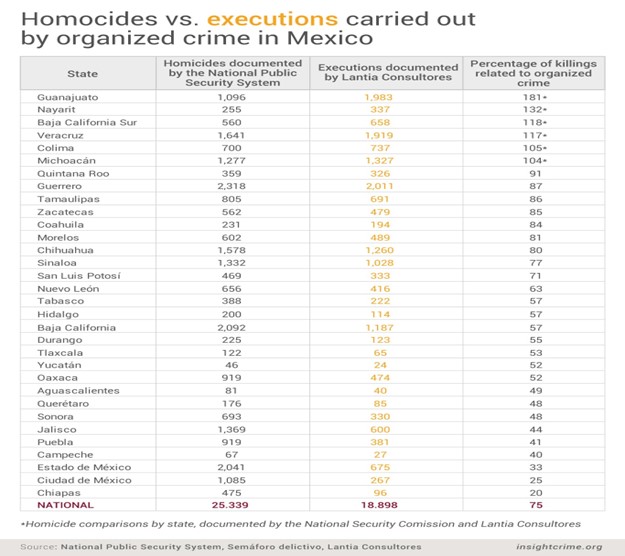 Homocides vs. executions carried out
by organized crime in Mexico
State
Homicides documented
by the National Public
Security System
Executions documented
by Lantia Consultores
Percentage of killings
related to organized
crime
Guanajuato 1,096 1,983 181*
Nayarit 255 337 132*
Baja California Sur 560 658 118*
Veracruz 1,641 1,919 117*
Colima 700 737 105*
Michoacán 1,277 1,327 104*
Quintana Roo 359 326 91
Guerrero 2,318 2,011 87
Tamaulipas 805 691 86
Zacatecas 562 479 85
Coahuila 231 194 84
Morelos 602 489 81
Chihuahua 1,578 1,260 80
Sinaloa 1,332 1,028 77
San Luis Potosí 469 333 71
Nuevo León 656 416 63
Tabasco 388 222 57
Hidalgo 200 114 57
Baja California 2,092 1,187 57
Durango 225 123 55
Tlaxcala 122 65 53
Yucatán 46 24 52
Oaxaca 919 474 52
Aguascalientes 81 40 49
Querétaro 176 85 48
Sonora 693 330 48
Jalisco 1,369 600 44
Puebla 919 381 41
Campeche 67 27 40
Estado de México 2,041 675 33
Ciudad de México 1,085 267 25
Chiapas 475 96 20
NATIONAL 25.339 18.898 75
*Homicide comparisons by state, documented by the National Security Comission and Lantia Consultores
Source: National Public Security System, Semáforo delictivo, Lantia Consultores insightcrime.org